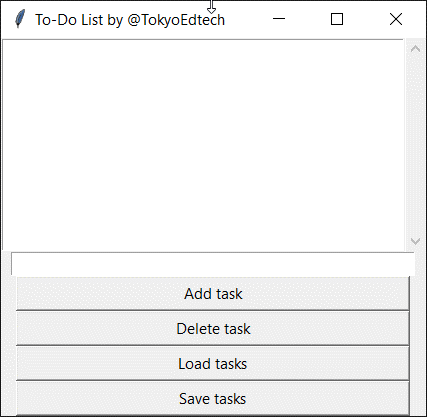 To-Do List by @TokyoEdtech
Add task
Delete task
Load tasks
Save tasks